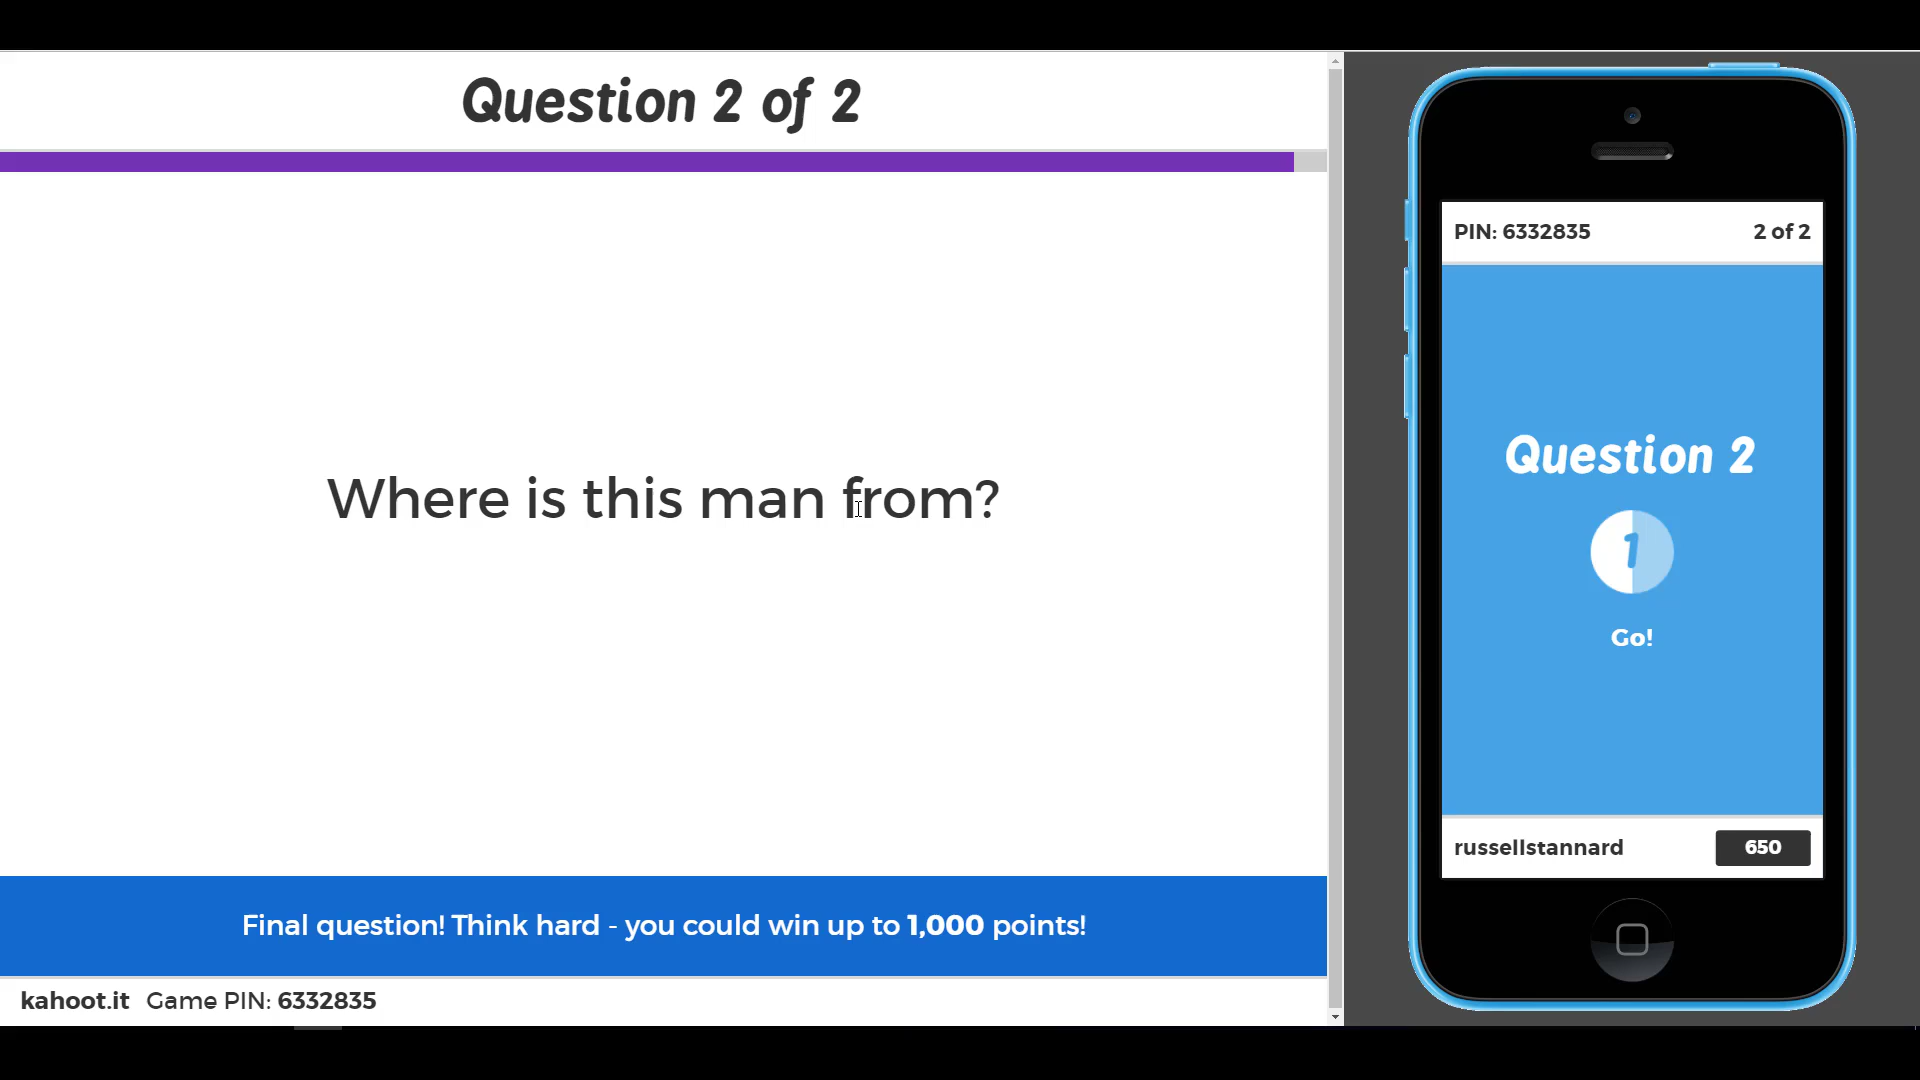 Question 2 of 2
Where is this man from?
Final question! Think hard - you could win up to 1,000 points!
kahoot.it Game PIN: 6332835
PIN: 6332835 2 of 2
Question 2
1
Go!
russellstannard 650